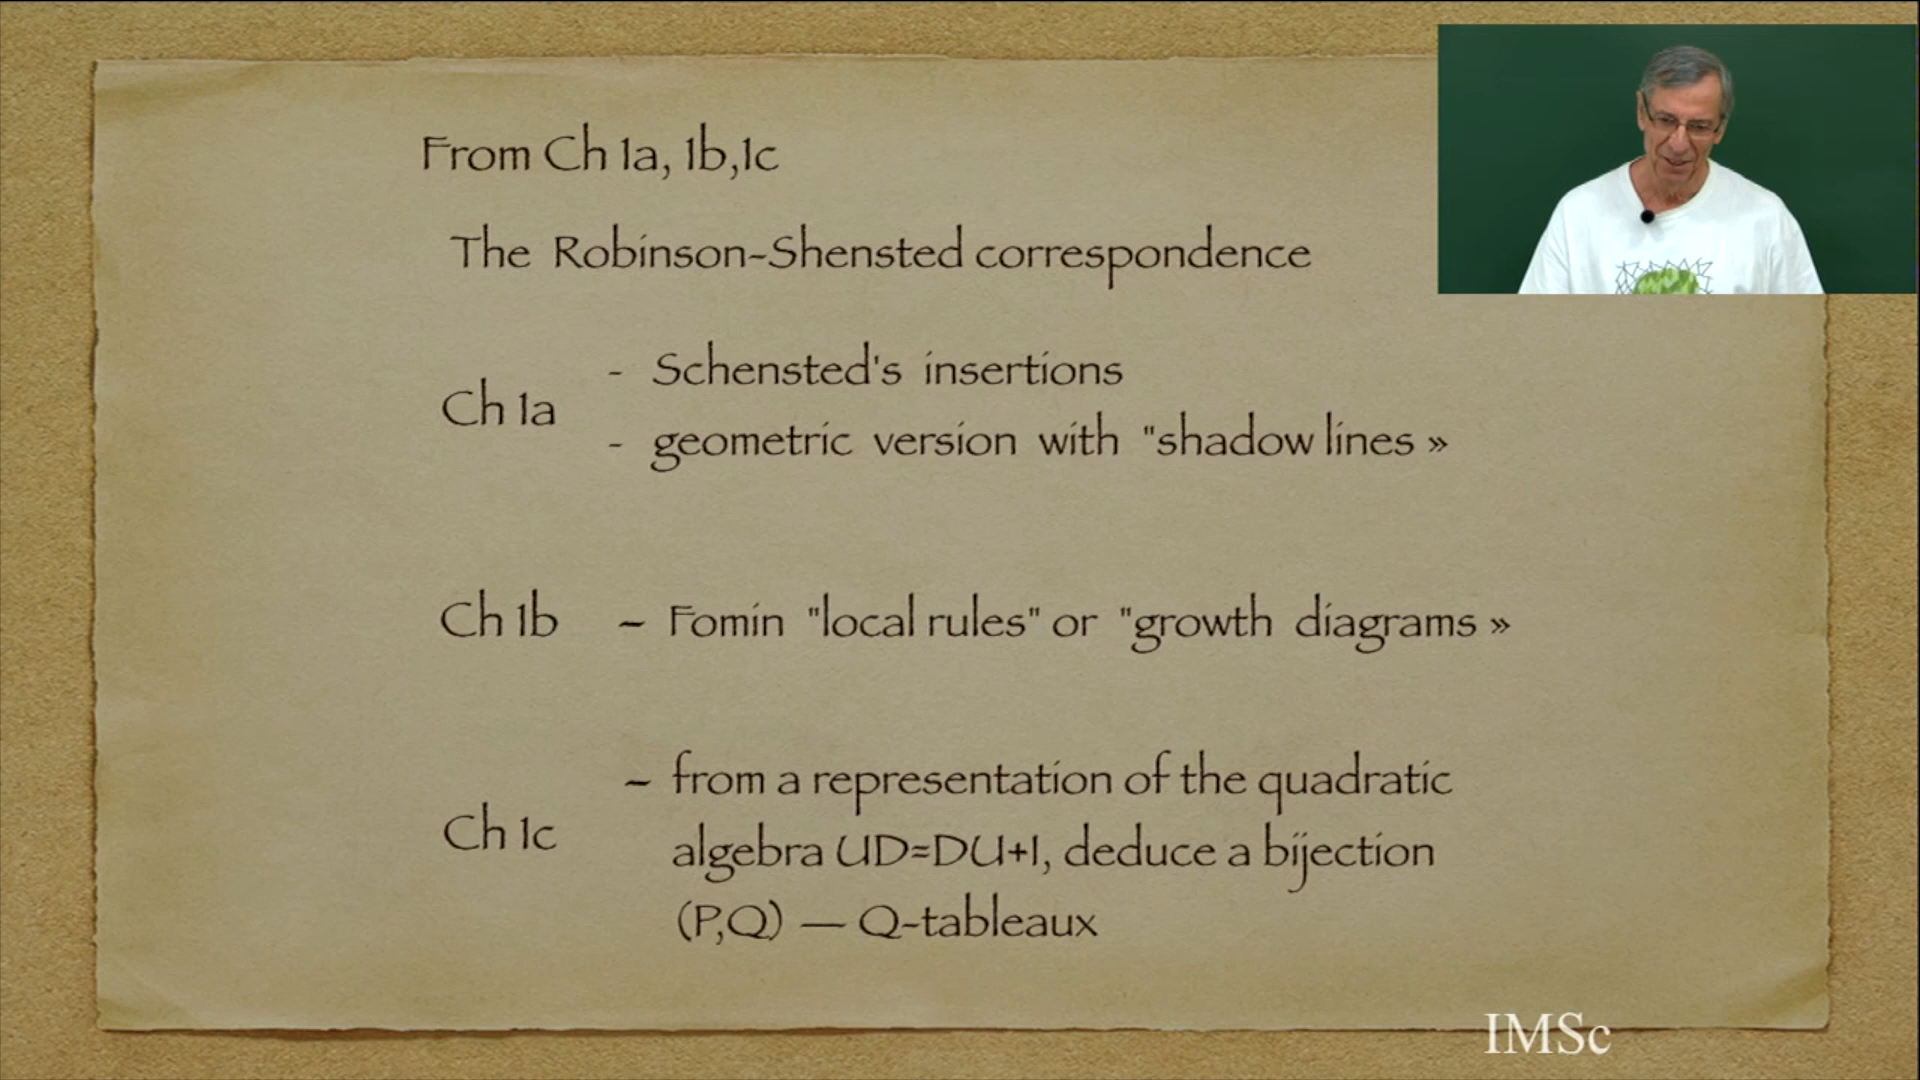 From Ch 1a, 1b,1c
The Robinson-Shensted correspondence
Ch 1a
- Schensted's insertions
- geometric version with "shadow lines »
Ch 1b – Fomin "local rules" or "growth diagrams »
Ch 1c
– from a representation of the quadratic
algebra UD=DU+I, deduce a bijection
(P,Q) — Q-tableaux
IMSc